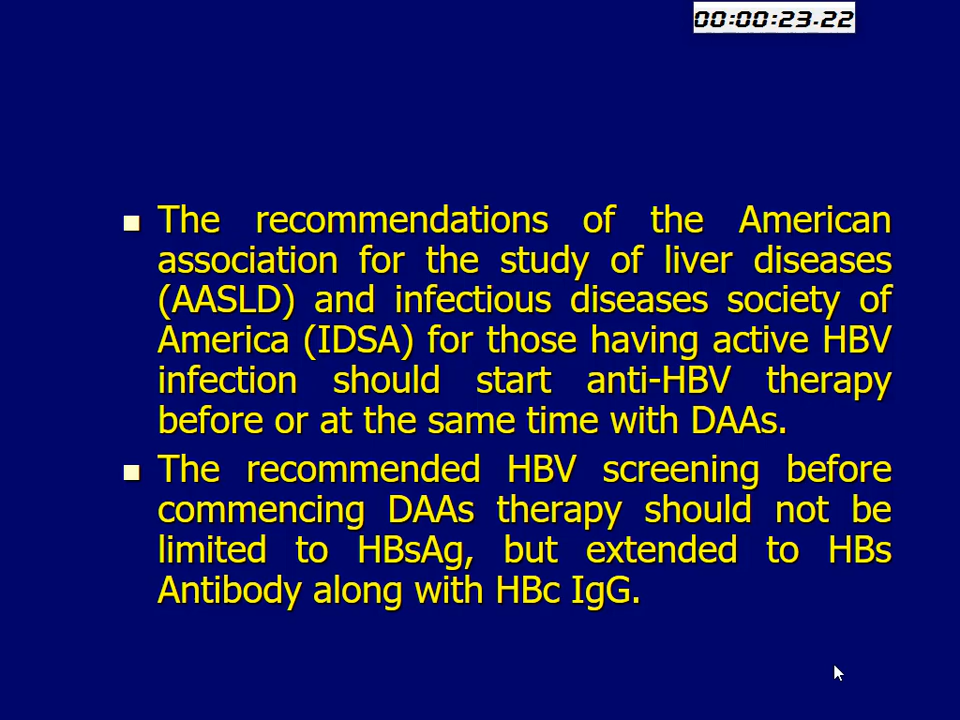 00:00:23.22
The recommendations of the American
association for the study of liver diseases
(AASLD) and infectious diseases society of
America (IDSA) for those having active HBV
infection should start anti-HBV therapy
before or at the same time with DAAs.
The recommended HBV screening before
commencing DAAs therapy should not be
limited to HBsAg, but extended to HBs
Antibody along with HBc IgG.